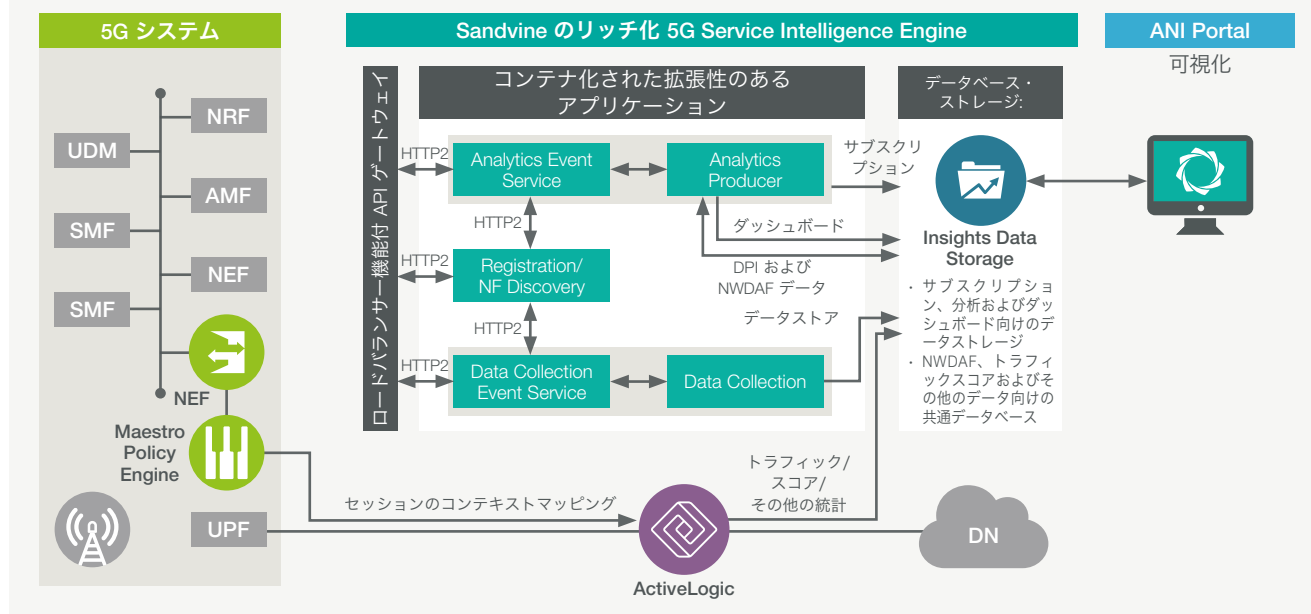 5G システム
Sandvine のリッチ化 5G Service Intelligence Engine
ANI Portal
可視化
NRF
UDM
AMF
SMF
NEF
SMF
NEF
Maestro
Policy
Engine
UPF
ロードバランサー機能付 API ゲートウェイ
コンテナ化された拡張性のある
アプリケーション
HTTP2
Analytics Event
Service
Analytics
Producer
HTTP2
HTTP2
Registration/
NF Discovery
HTTP2
HTTP2
Data Collection
Event Service
Data Collection
サブスクリ
プション
ダッシュボード
DPI および
NWDAF データ
データストア
データベース・
ストレージ:
Insights Data
Storage
・サブスクリプショ
ン、分析およびダッ
シュボード向けのデ
ータストレージ
・NWDAF、トラフィ
ックスコアおよびそ
の他のデータ向けの
共通データベース
セッションのコンテキストマッピング
トラフィック/
スコア/
その他の統計
ActiveLogic
DN